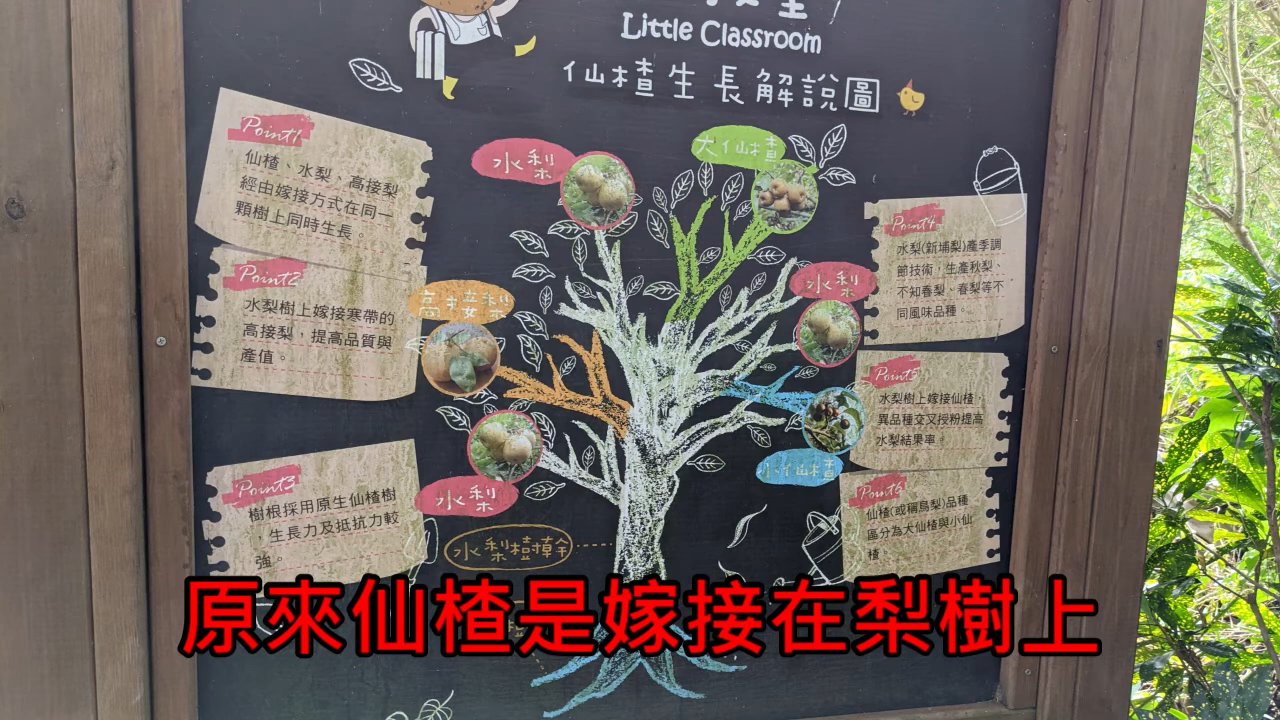 Little Classroom
仙楂生長解說圖
Point1
仙楂、水梨、高接梨
經由嫁接方式在同一
顆樹上同時生長。
Point2
水梨樹上嫁接寒帶的
高接梨,提高品質與
產值。
Point3
樹根採用原生仙楂樹
,生長力及抵抗力較
強。
水梨
大仙楂
高接梨
水梨
水梨
小仙楂
水梨樹幹
Point4
水梨(新埔梨)產季調
節技術,生產秋梨、
不知春梨、春梨等不
同風味品種。
Point5
水梨樹上嫁接仙楂,
異品種交叉授粉提高
水梨結果率。
Point6
仙楂(或稱鳥梨)品種
區分為大仙楂與小仙
楂。
原來仙楂是嫁接在梨樹上